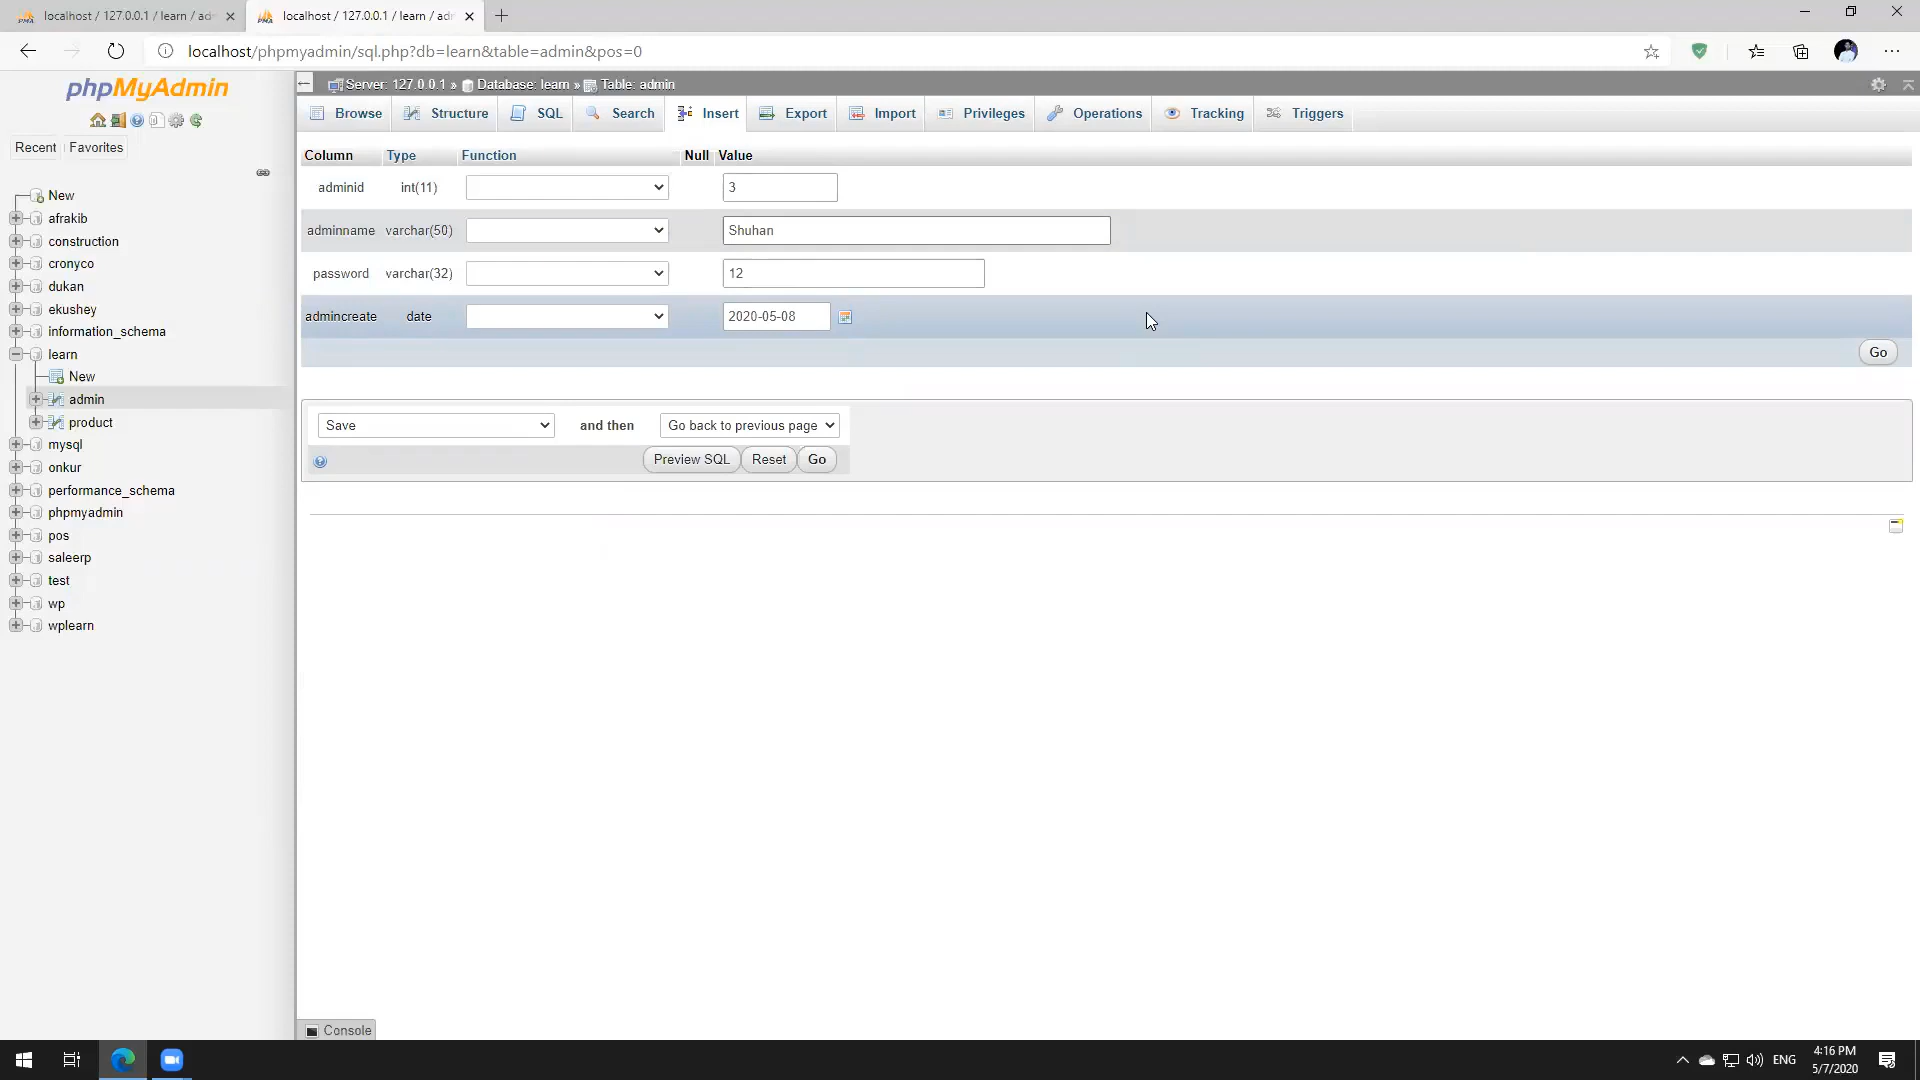 localhost / 127.0.0.1 / learn / adm
localhost / 127.0.0.1 / learn / adm
localhost/phpmyadmin/sql.php?db=learn&table=admin&pos=0
phpMyAdmin
Recent Favorites
New
afrakib
construction
cronyco
dukan
ekushey
information_schema
learn
New
admin
product
mysql
onkur
performance_schema
phpmyadmin
pos
saleerp
test
wp
wplearn
Server: 127.0.0.1 » Database: learn » Table: admin
Browse Structure SQL Search Insert Export Import Privileges Operations Tracking Triggers
Column Type Function Null Value
adminid int(11) 3
adminname varchar(50) Shuhan
password varchar(32) 12
admincreate date 2020-05-08
Go
Save and then Go back to previous page
Preview SQL Reset Go
Console
ENG 4:16 PM
5/7/2020